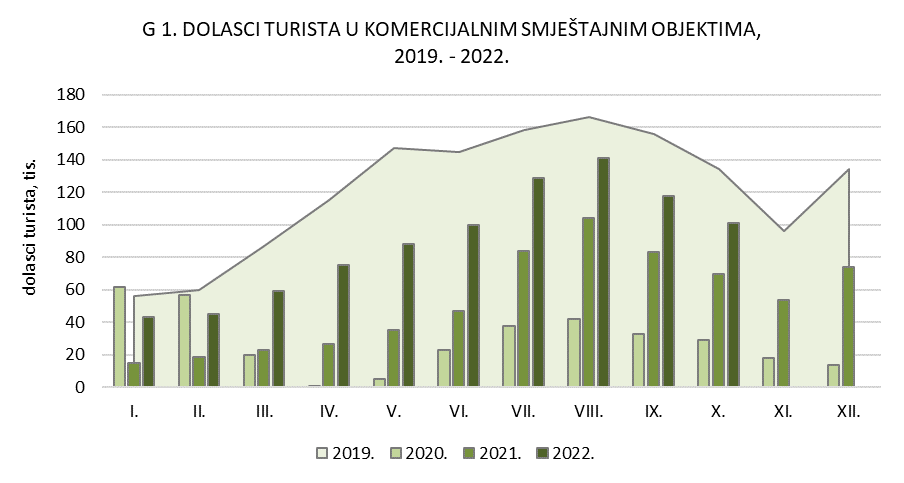 G 1. DOLASCI TURISTA U KOMERCIJALNIM SMJEŠTAJNIM OBJEKTIMA,
2019. - 2022.
dolasci turista, tis.
180
160
140
120
100
80
60
40
20
0
I. II. III. IV. V. VI. VII. VIII. IX. X. XI. XII.
2019. 2020. 2021. 2022.